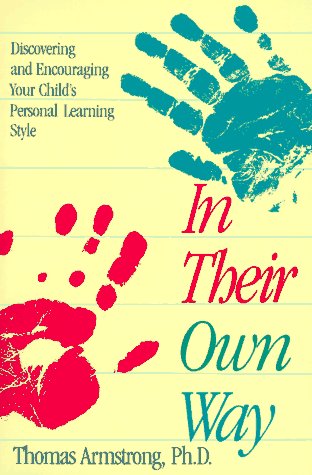 Discovering
and Encouraging
Your Child's
Personal Learning
Style
In
Their
Own
Way
Thomas Armstrong, Ph.D.